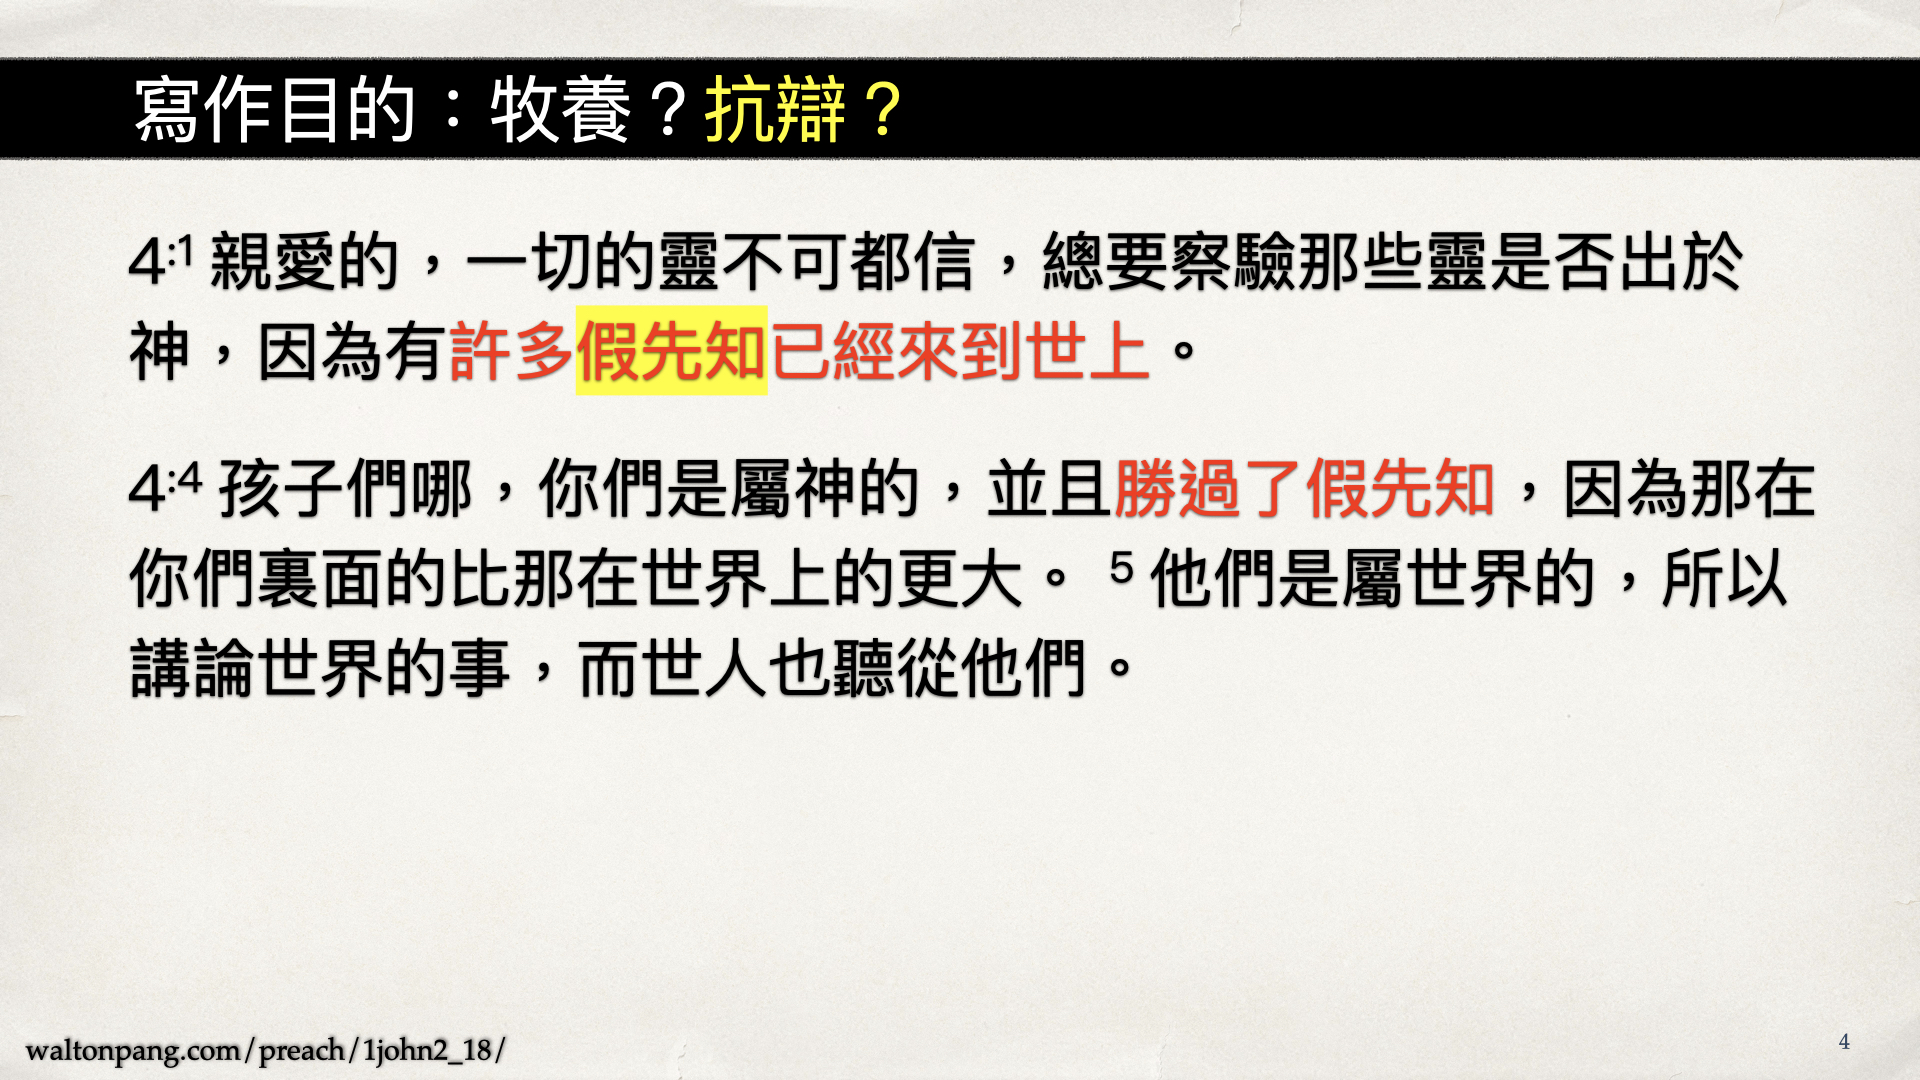 寫作目的：牧養？抗辯？
4:1 親愛的，一切的靈不可都信，總要察驗那些靈是否出於
神，因為有許多假先知已經來到世上。
4:4 孩子們哪，你們是屬神的，並且勝過了假先知，因為那在
你們裏面的比那在世界上的更大。 5 他們是屬世界的，所以
講論世界的事，而世人也聽從他們。
waltonpang.com/preach/1john2_18/
4